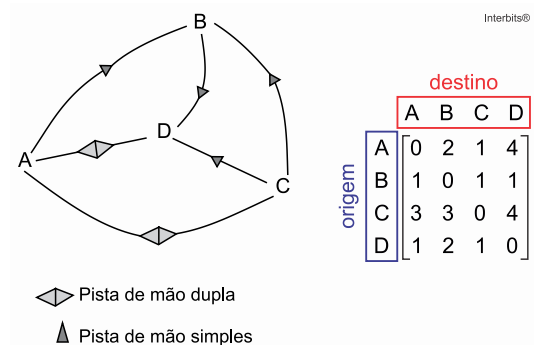 Interbits®
B
D
A
C
destino
A B C D
origem
A 0 2 1 4
B 1 0 1 1
C 3 3 0 4
D 1 2 1 0
Pista de mão dupla
Pista de mão simples